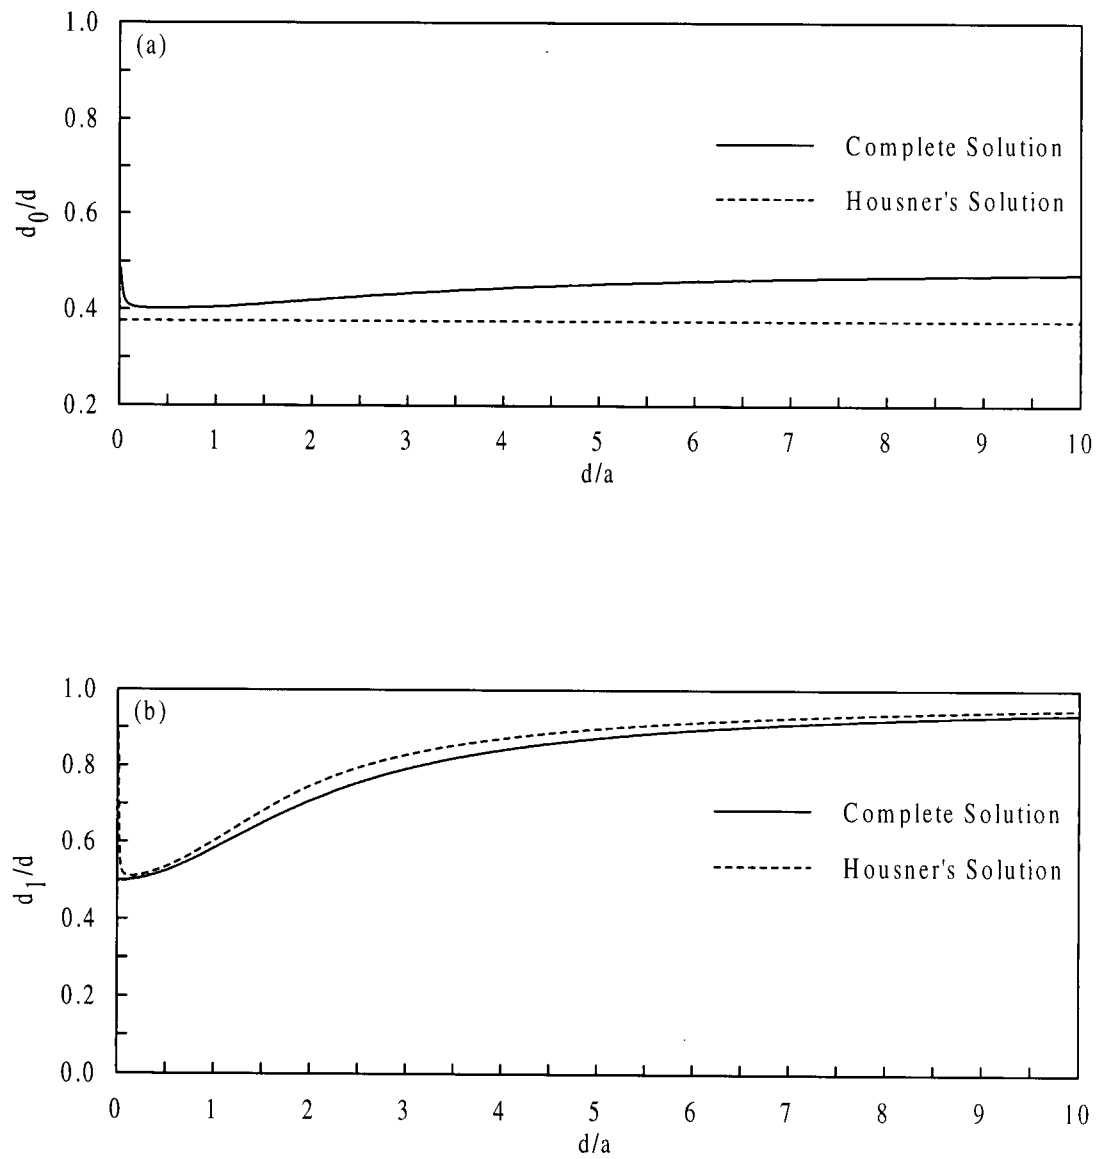 1.0
(a)
0.8
Complete Solution
0.6
Housner's Solution
d0/d
0.4
0.2
0 1 2 3 4 5 6 7 8 9 10
d/a
1.0
(b)
0.8
Complete Solution
0.6
Housner's Solution
d1/d
0.4
0.2
0.0
0 1 2 3 4 5 6 7 8 9 10
d/a